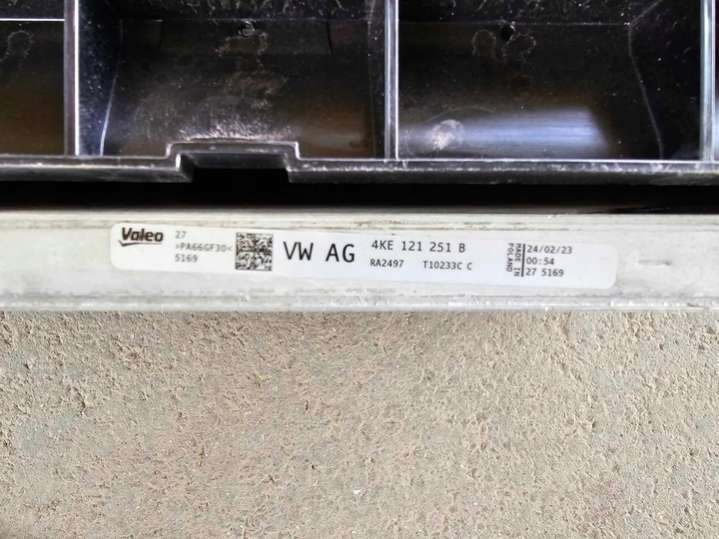 Valeo
27
>PA66GF30<
5169
VW AG
4KE 121 251 B
RA2497 T10233C C
MADE IN
POLAND
24/02/23
00:54
27 5169